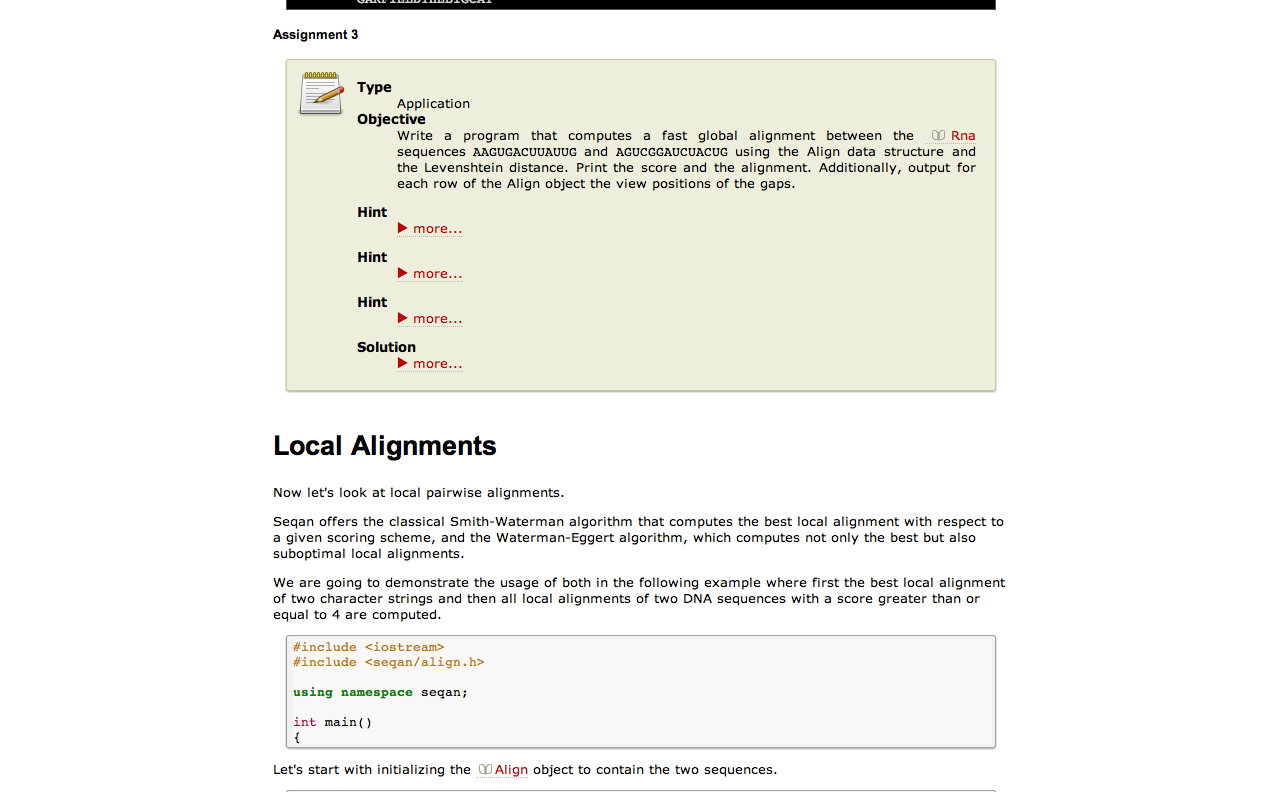 GARFIELDTHEBIGCAT
Assignment 3
Type
Application
Objective
Write a program that computes a fast global alignment between the Rna
sequences AAGUGACUUAUUG and AGUCGGAUCUACUG using the Align data structure and
the Levenshtein distance. Print the score and the alignment. Additionally, output for
each row of the Align object the view positions of the gaps.
Hint
more...
Hint
more...
Hint
more...
Solution
more...
Local Alignments
Now let's look at local pairwise alignments.
Seqan offers the classical Smith-Waterman algorithm that computes the best local alignment with respect to
a given scoring scheme, and the Waterman-Eggert algorithm, which computes not only the best but also
suboptimal local alignments.
We are going to demonstrate the usage of both in the following example where first the best local alignment
of two character strings and then all local alignments of two DNA sequences with a score greater than or
equal to 4 are computed.
#include <iostream>
#include <seqan/align.h>
using namespace seqan;
int main()
{
Let's start with initializing the Align object to contain the two sequences.